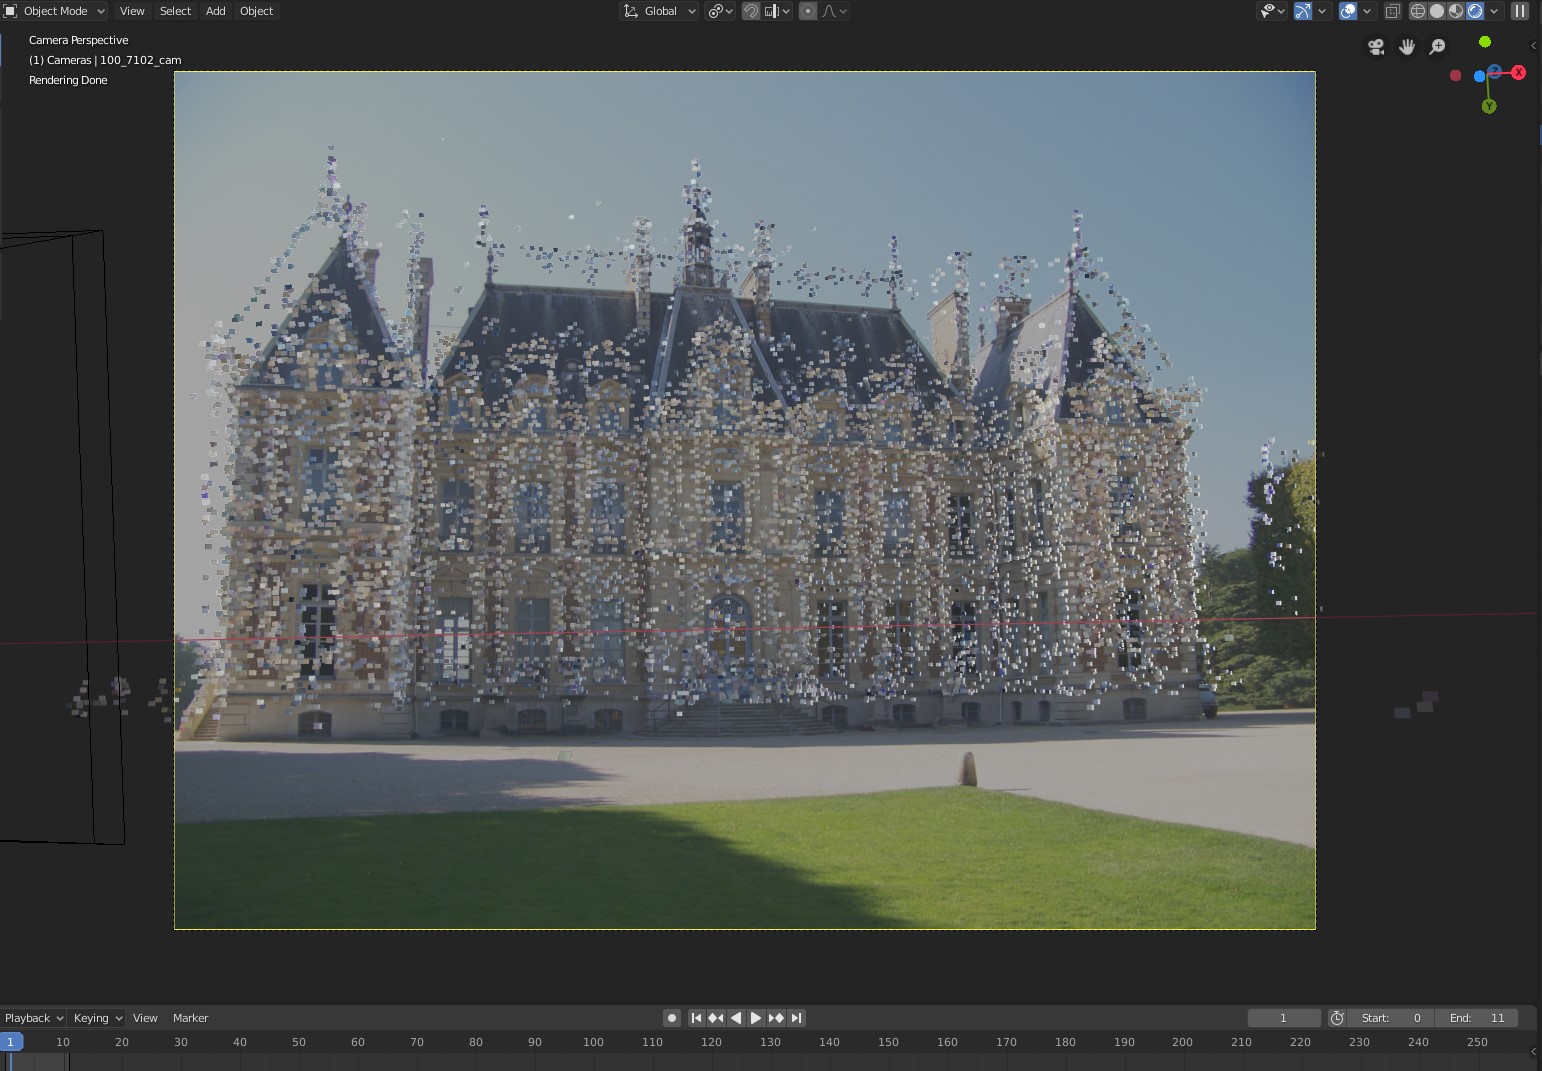 Object Mode View Select Add Object Global
Camera Perspective
(1) Cameras | 100_7102_cam
Rendering Done
X
Z
Y
Playback Keying View Marker 1 Start: 0 End: 11
1 10 20 30 40 50 60 70 80 90 100 110 120 130 140 150 160 170 180 190 200 210 220 230 240 250